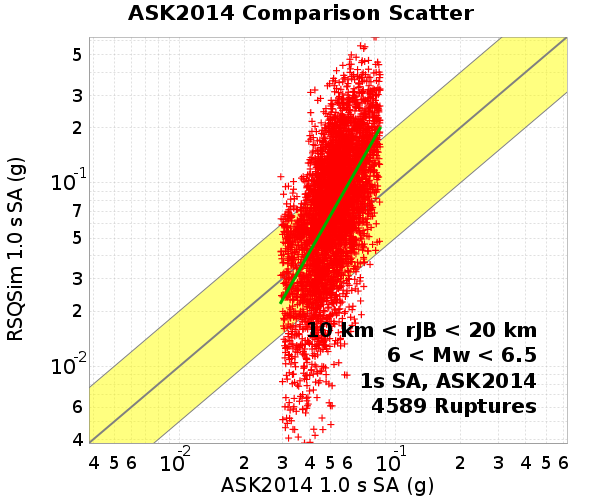 ASK2014 Comparison Scatter
RSQSim 1.0 s SA (g)
5
3
2
10-1
7
5
3
2
10-2
6
4
10 km < rJB < 20 km
6 < Mw < 6.5
1s SA, ASK2014
4589 Ruptures
4 5 6 10-2 2 3 4 5 6 10-1 2 3 4 5 6
ASK2014 1.0 s SA (g)